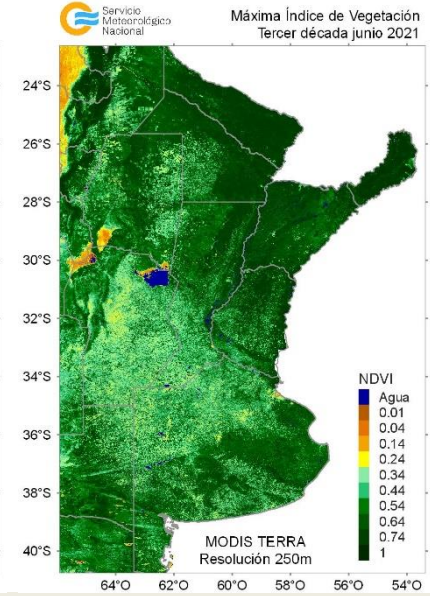 Servicio
Meteorológico
Nacional
Máxima Índice de Vegetación
Tercer década junio 2021
24°S
26°S
28°S
30°S
32°S
34°S
36°S
38°S
40°S
NDVI
Agua
0.01
0.04
0.14
0.24
0.34
0.44
0.54
0.64
0.74
1
MODIS TERRA
Resolución 250m
64°O 62°O 60°O 58°O 56°O 54°O